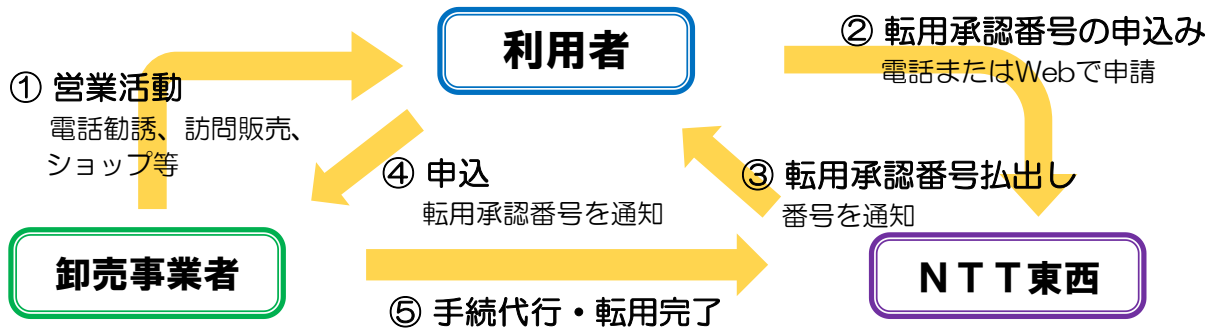 利用者
② 転用承認番号の申込み
電話またはWebで申請
① 営業活動
電話勧誘、訪問販売、
ショップ等
④ 申込
転用承認番号を通知
③ 転用承認番号払出し
番号を通知
卸売事業者
ＮＴＴ東西
⑤ 手続代行・転用完了